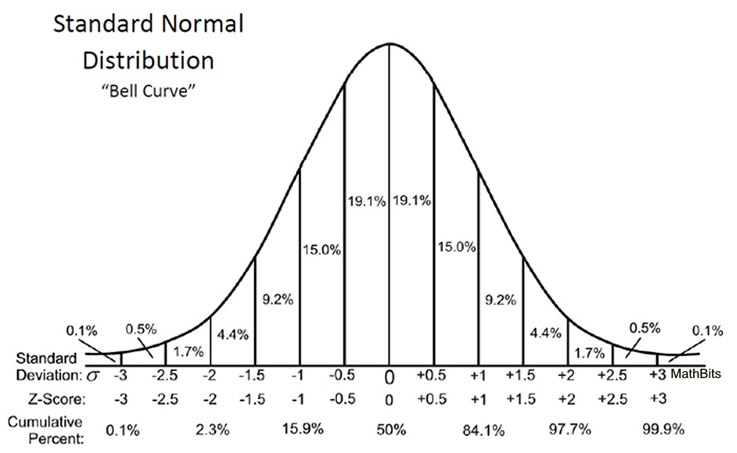 Standard Normal
Distribution
“Bell Curve”
19.1% 19.1%
15.0% 15.0%
9.2% 9.2%
0.1% 0.5% 4.4% 4.4% 0.5% 0.1%
1.7% 1.7%
Standard
Deviation: σ -3 -2.5 -2 -1.5 -1 -0.5 0 +0.5 +1 +1.5 +2 +2.5 +3 MathBits
Z-Score: -3 -2.5 -2 -1.5 -1 -0.5 0 +0.5 +1 +1.5 +2 +2.5 +3
Cumulative
Percent: 0.1% 2.3% 15.9% 50% 84.1% 97.7% 99.9%